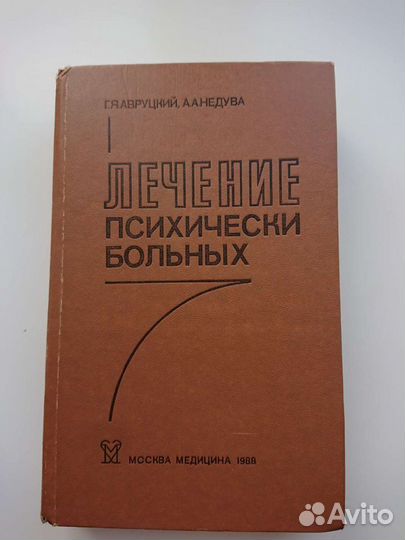 Г.Я.АВРУЦКИЙ, А.А.НЕДУВА
ЛЕЧЕНИЕ
ПСИХИЧЕСКИ
БОЛЬНЫХ
МОСКВА МЕДИЦИНА 1988
Avito